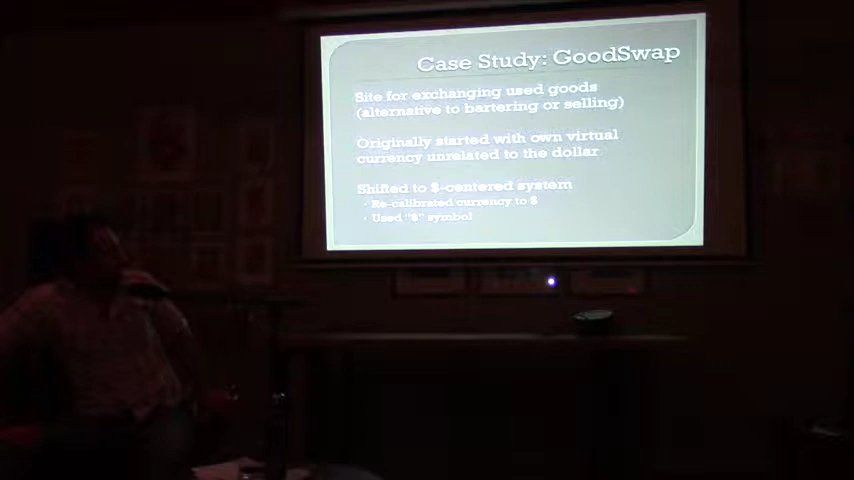 Case Study: GoodSwap
Site for exchanging used goods
(alternative to bartering or selling)
Originally started with own virtual
currency unrelated to the dollar
Shifted to $-centered system
• Re-calibrated currency to $
• Used "$" symbol